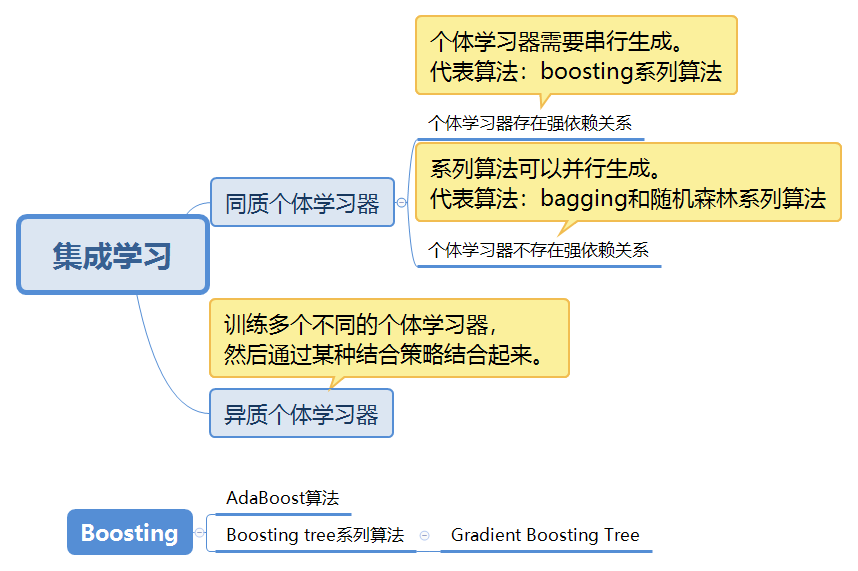 个体学习器需要串行生成。
代表算法：boosting系列算法
个体学习器存在强依赖关系
系列算法可以并行生成。
代表算法：bagging和随机森林系列算法
同质个体学习器
个体学习器不存在强依赖关系
集成学习
训练多个不同的个体学习器，
然后通过某种结合策略结合起来。
异质个体学习器
AdaBoost算法
Boosting
Boosting tree系列算法
Gradient Boosting Tree